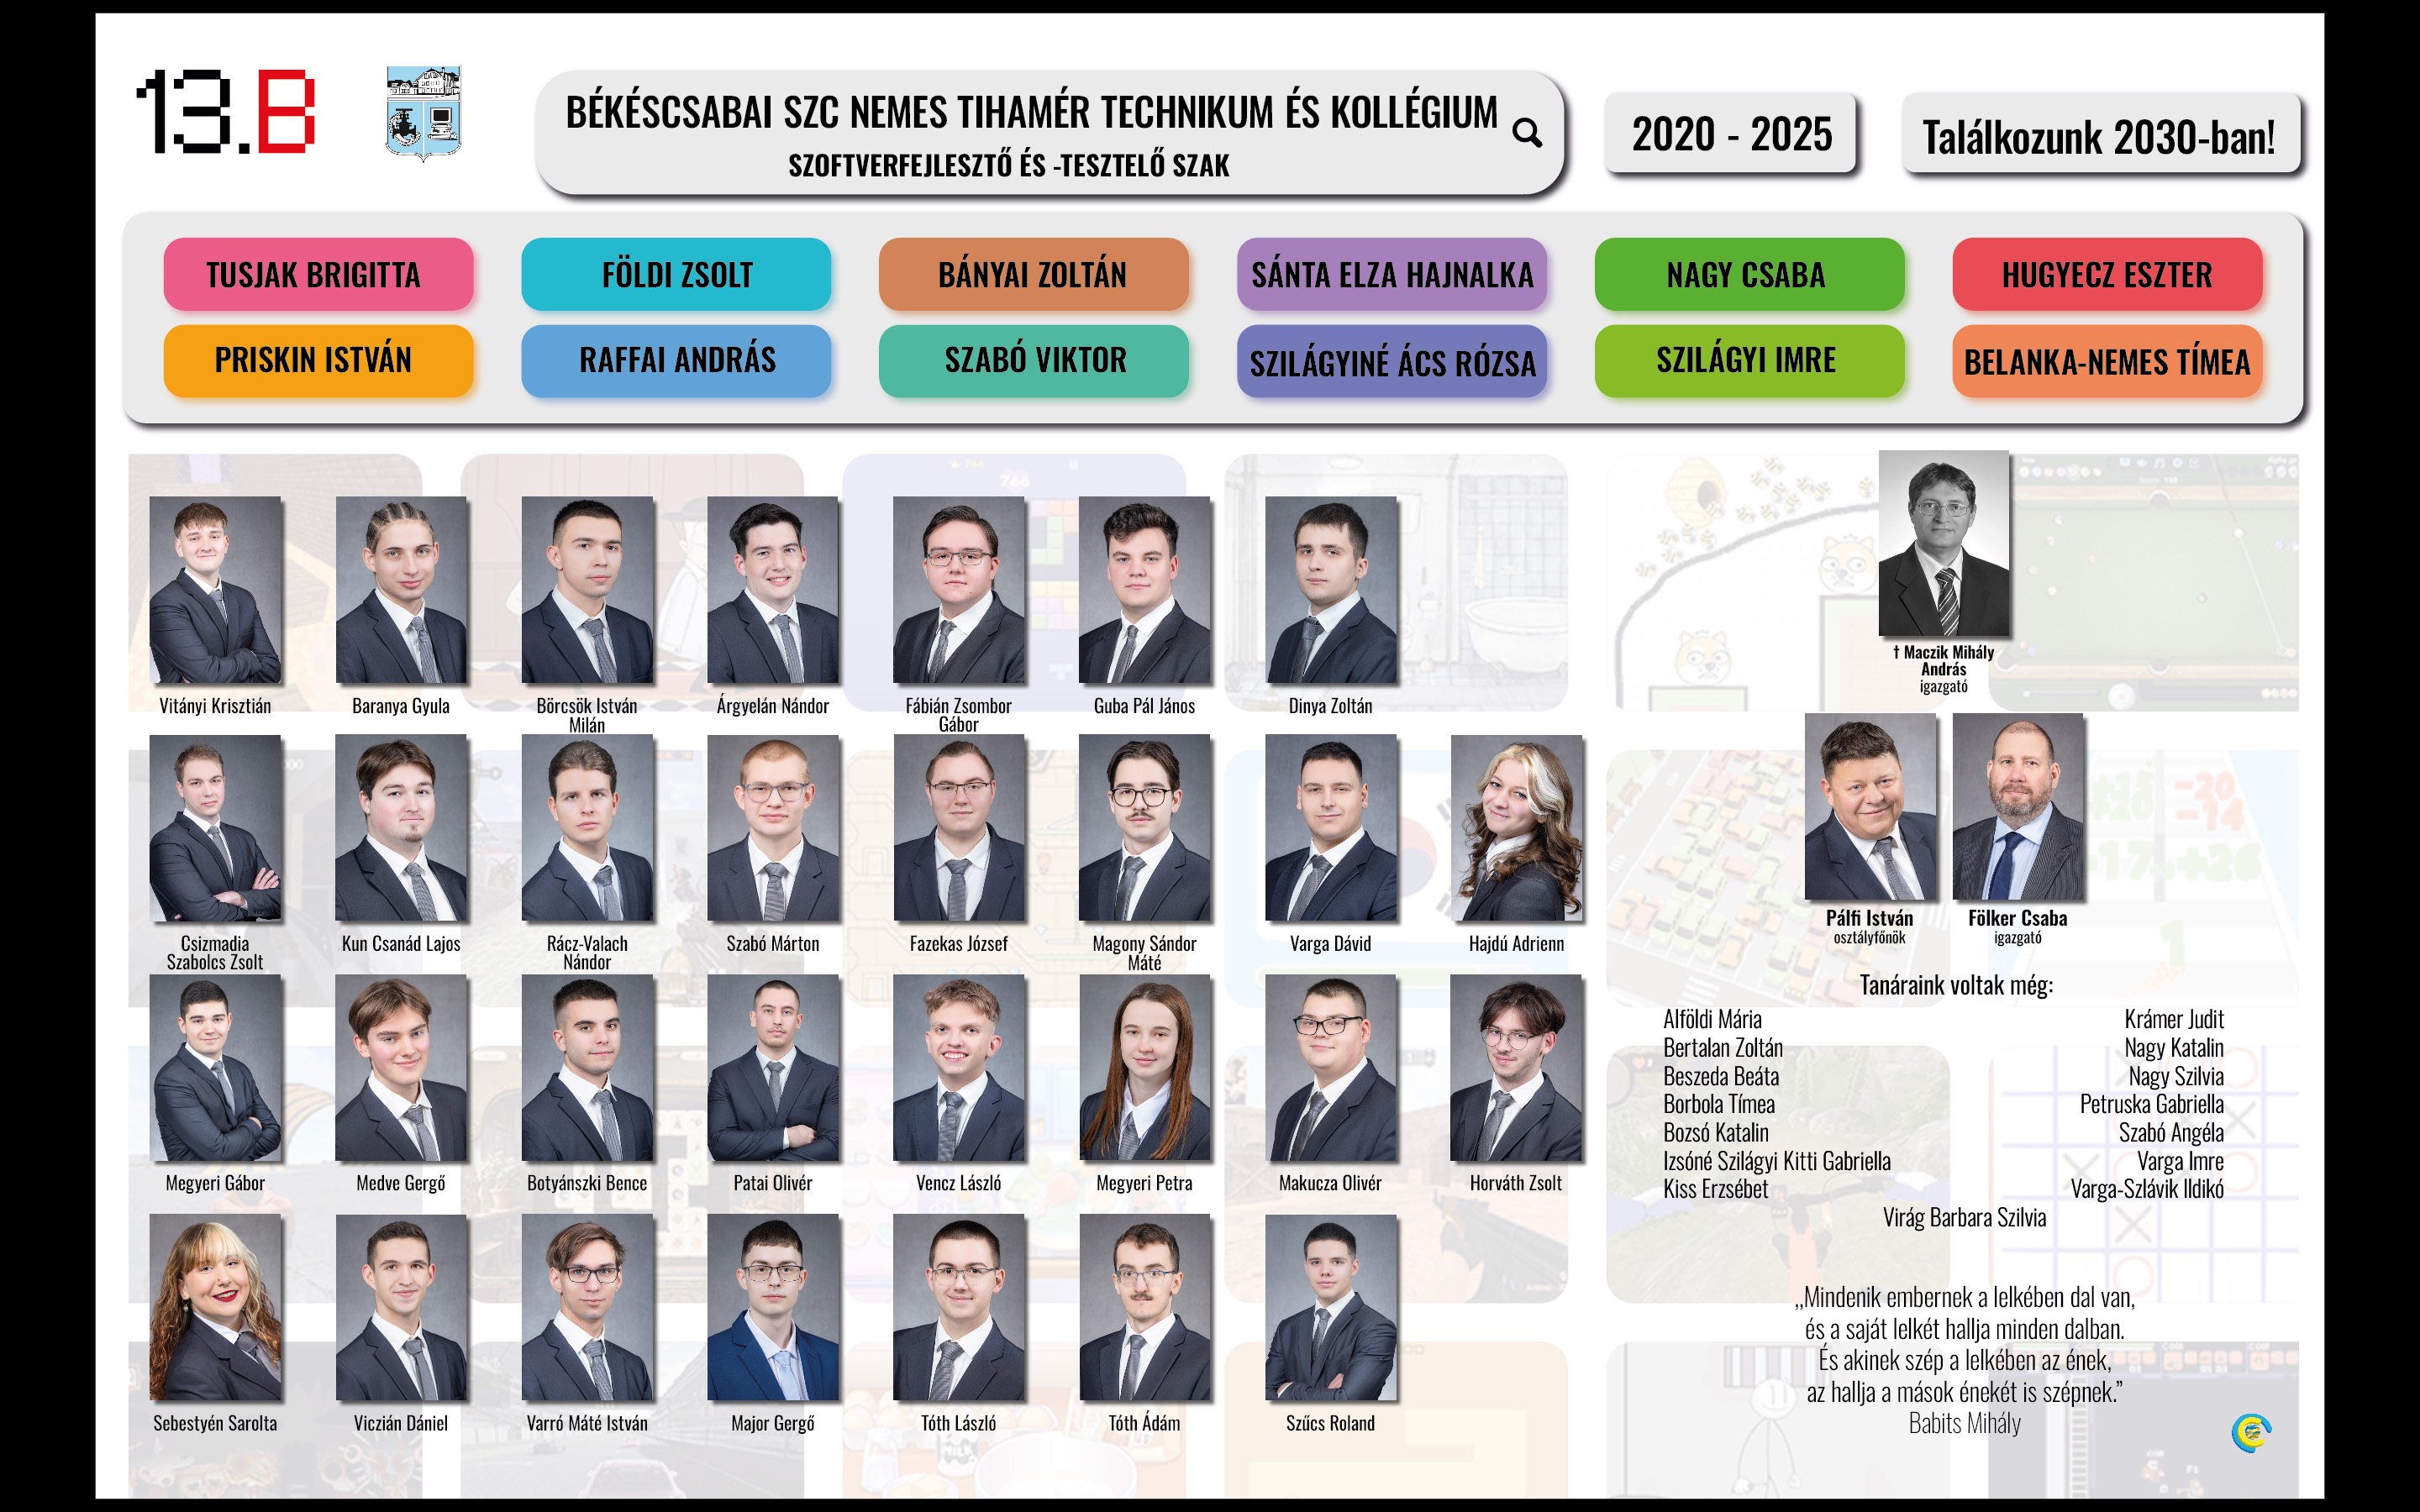 13.B
BÉKÉSCSABAI SZC NEMES TIHAMÉR TECHNIKUM ÉS KOLLÉGIUM
SZOFTVERFEJLESZTŐ ÉS -TESZTELŐ SZAK
2020 - 2025
Találkozunk 2030-ban!
TUSJAK BRIGITTA
FÖLDI ZSOLT
BÁNYAI ZOLTÁN
SÁNTA ELZA HAJNALKA
NAGY CSABA
HUGYECZ ESZTER
PRISKIN ISTVÁN
RAFFAI ANDRÁS
SZABÓ VIKTOR
SZILÁGYINÉ ÁCS RÓZSA
SZILÁGYI IMRE
BELANKA-NEMES TÍMEA
766
Vitányi Krisztián
Baranya Gyula
Börcsök István
Milán
Árgyelán Nándor
Fábián Zsombor
Gábor
Guba Pál János
Dinya Zoltán
† Maczik Mihály
András
igazgató
Csizmadia
Szabolcs Zsolt
Kun Csanád Lajos
Rácz-Valach
Nándor
Szabó Márton
Fazekas József
Magony Sándor
Máté
Varga Dávid
Hajdú Adrienn
Pálfi István
osztályfőnök
Fölker Csaba
igazgató
Megyeri Gábor
Medve Gergő
Botyánszki Bence
Patai Olivér
Vencz László
Megyeri Petra
Makucza Olivér
Horváth Zsolt
Sebestyén Sarolta
Viczián Dániel
Varró Máté István
Major Gergő
Tóth László
Tóth Ádám
Szűcs Roland
Tanáraink voltak még:
Alföldi Mária
Bertalan Zoltán
Beszeda Beáta
Borbola Tímea
Bozsó Katalin
Izsóné Szilágyi Kitti Gabriella
Kiss Erzsébet
Krámer Judit
Nagy Katalin
Nagy Szilvia
Petruska Gabriella
Szabó Angéla
Varga Imre
Varga-Szlávik Ildikó
Virág Barbara Szilvia
„Mindenik embernek a lelkében dal van,
és a saját lelkét hallja minden dalban.
És akinek szép a lelkében az ének,
az hallja a mások énekét is szépnek.”
Babits Mihály